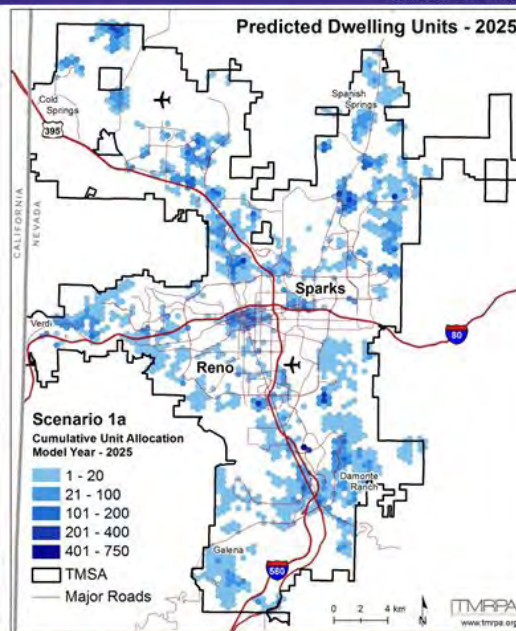 Predicted Dwelling Units - 2025
Cold
Springs
Spanish
Springs
395
CALIFORNIA
NEVADA
Sparks
Verdi
80
Reno
Scenario 1a
Cumulative Unit Allocation
Model Year - 2025
1 - 20
21 - 100
101 - 200
201 - 400
401 - 750
TMSA
Major Roads
Damonte
Ranch
Galena
580
0 2 4 km
N
TMRPA
www.tmrpa.org